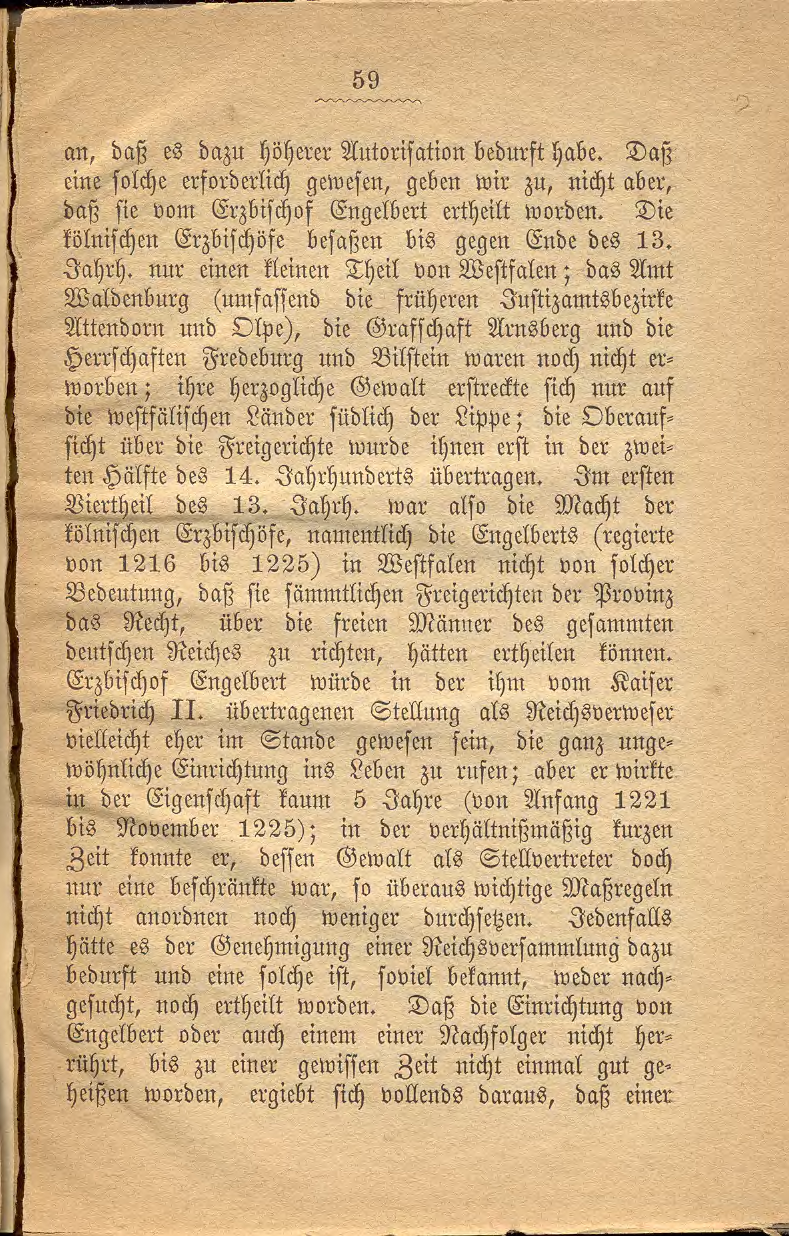 59
an, daß es dazu höherer Autorisation bedurft habe. Daß
eine solche erforderlich gewesen, geben wir zu, nicht aber,
daß sie vom Erzbischof Engelbert ertheilt worden. Die
kölnischen Erzbischöfe besaßen bis gegen Ende des 13.
Jahrh. nur einen kleinen Theil von Westfalen; das Amt
Waldenburg (umfassend die früheren Justizamtsbezirke
Attendorn und Olpe), die Grafschaft Arnsberg und die
Herrschaften Fredeburg und Bilstein waren noch nicht er-
worben; ihre herzogliche Gewalt erstreckte sich nur auf
die westfälischen Länder südlich der Lippe; die Oberauf-
sicht über die Freigerichte wurde ihnen erst in der zwei-
ten Hälfte des 14. Jahrhunderts übertragen. Im ersten
Viertheil des 13. Jahrh. war also die Macht der
kölnischen Erzbischöfe, namentlich die Engelberts (regierte
von 1216 bis 1225) in Westfalen nicht von solcher
Bedeutung, daß sie sämmtlichen Freigerichten der Provinz
das Recht, über die freien Männer des gesammten
deutschen Reiches zu richten, hätten ertheilen können.
Erzbischof Engelbert würde in der ihm vom Kaiser
Friedrich II. übertragenen Stellung als Reichsverweser
vielleicht eher im Stande gewesen sein, die ganz unge-
wöhnliche Einrichtung ins Leben zu rufen; aber er wirkte
in der Eigenschaft kaum 5 Jahre (von Anfang 1221
bis November 1225); in der verhältnißmäßig kurzen
Zeit konnte er, dessen Gewalt als Stellvertreter doch
nur eine beschränkte war, so überaus wichtige Maßregeln
nicht anordnen noch weniger durchsetzen. Jedenfalls
hätte es der Genehmigung einer Reichsversammlung dazu
bedurft und eine solche ist, soviel bekannt, weder nach-
gesucht, noch ertheilt worden. Daß die Einrichtung von
Engelbert oder auch einem einer Nachfolger nicht her-
rührt, bis zu einer gewissen Zeit nicht einmal gut ge-
heißen worden, ergiebt sich vollends daraus, daß einer